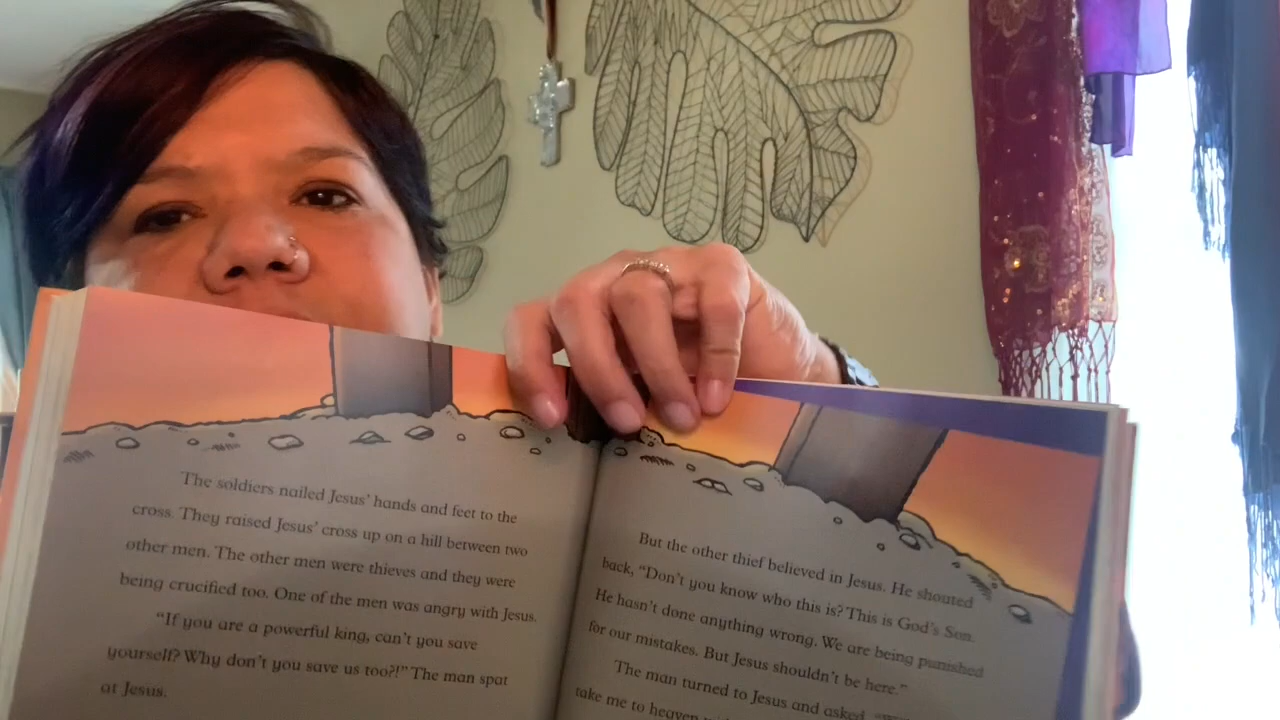 The soldiers nailed Jesus' hands and feet to the
cross. They raised Jesus' cross up on a hill between two
other men. The other men were thieves and they were
being crucified too. One of the men was angry with Jesus.
"If you are a powerful king, can't you save
yourself? Why don't you save us too?!" The man spat
at Jesus.
But the other thief believed in Jesus. He shouted
back, "Don't you know who this is? This is God's Son.
He hasn't done anything wrong. We are being punished
for our mistakes. But Jesus shouldn't be here."
The man turned to Jesus and asked,
take me to heaven